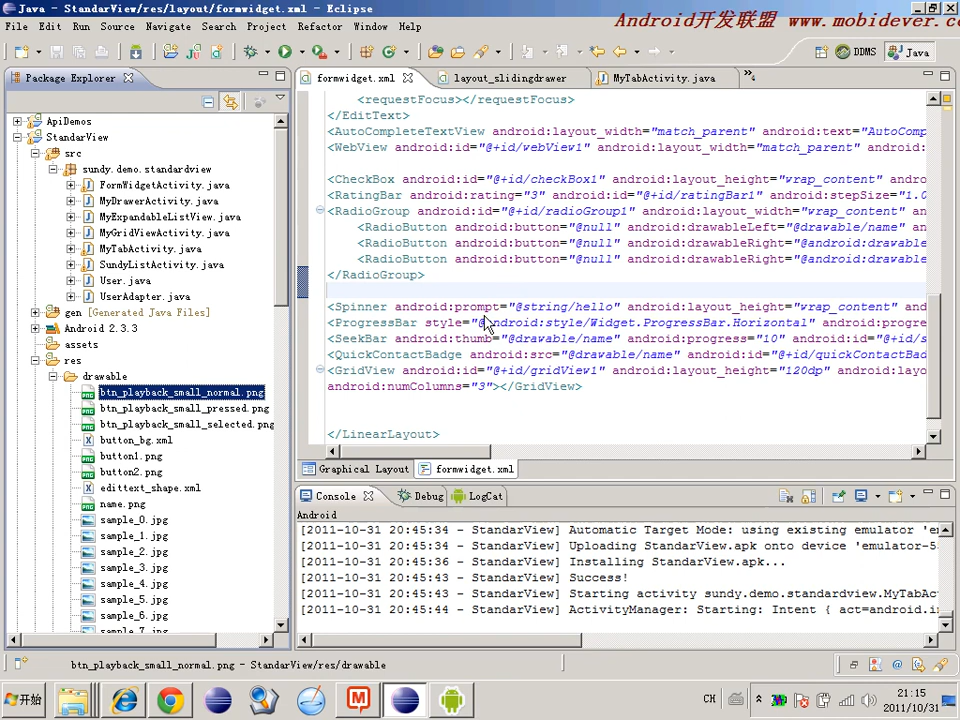 Java - StandarView/res/layout/formwidget.xml - Eclipse
Android开发联盟 www.mobidever.com
File Edit Run Source Navigate Search Project Refactor Window Help
DDMS Java
Package Explorer
ApiDemos
StandarView
src
sundy.demo.standardview
FormWidgetActivity.java
MyDrawerActivity.java
MyExpandableListView.java
MyGridViewActivity.java
MyTabActivity.java
SundyListActivity.java
User.java
UserAdapter.java
gen [Generated Java Files]
Android 2.3.3
assets
res
drawable
btn_playback_small_normal.png
btn_playback_small_pressed.png
btn_playback_small_selected.png
button_bg.xml
button1.png
button2.png
edittext_shape.xml
name.png
sample_0.jpg
sample_1.jpg
sample_2.jpg
sample_3.jpg
sample_4.jpg
sample_5.jpg
sample_6.jpg
sample_7.jpg
formwidget.xml layout_slidingdrawer MyTabActivity.java
<requestFocus></requestFocus>
</EditText>
<AutoCompleteTextView android:layout_width="match_parent" android:text="AutoComp
<WebView android:id="@+id/webView1" android:layout_width="match_parent" android:
<CheckBox android:id="@+id/checkBox1" android:layout_height="wrap_content" andro
<RatingBar android:rating="3" android:id="@+id/ratingBar1" android:stepSize="1.0
<RadioGroup android:id="@+id/radioGroup1" android:layout_width="wrap_content" an
<RadioButton android:button="@null" android:drawableLeft="@drawable/name" and
<RadioButton android:button="@null" android:drawableRight="@android:drawable
<RadioButton android:button="@null" android:drawableRight="@android:drawable
</RadioGroup>
<Spinner android:prompt="@string/hello" android:layout_height="wrap_content" and
<ProgressBar style="@android:style/Widget.ProgressBar.Horizontal" android:progre
<SeekBar android:thumb="@drawable/name" android:progress="10" android:id="@+id/s
<QuickContactBadge android:src="@drawable/name" android:id="@+id/quickContactBad
<GridView android:id="@+id/gridView1" android:layout_height="120dp" android:layo
android:numColumns="3"></GridView>
</LinearLayout>
Graphical Layout formwidget.xml
Console Debug LogCat
Android
[2011-10-31 20:45:34 - StandarView] Automatic Target Mode: using existing emulator 'e
[2011-10-31 20:45:34 - StandarView] Uploading StandarView.apk onto device 'emulator-5
[2011-10-31 20:45:36 - StandarView] Installing StandarView.apk...
[2011-10-31 20:45:43 - StandarView] Success!
[2011-10-31 20:45:43 - StandarView] Starting activity sundy.demo.standardview.MyTabAc
[2011-10-31 20:45:44 - StandarView] ActivityManager: Starting: Intent { act=android.i
btn_playback_small_normal.png - StandarView/res/drawable
开始
CH
21:15
2011/10/31